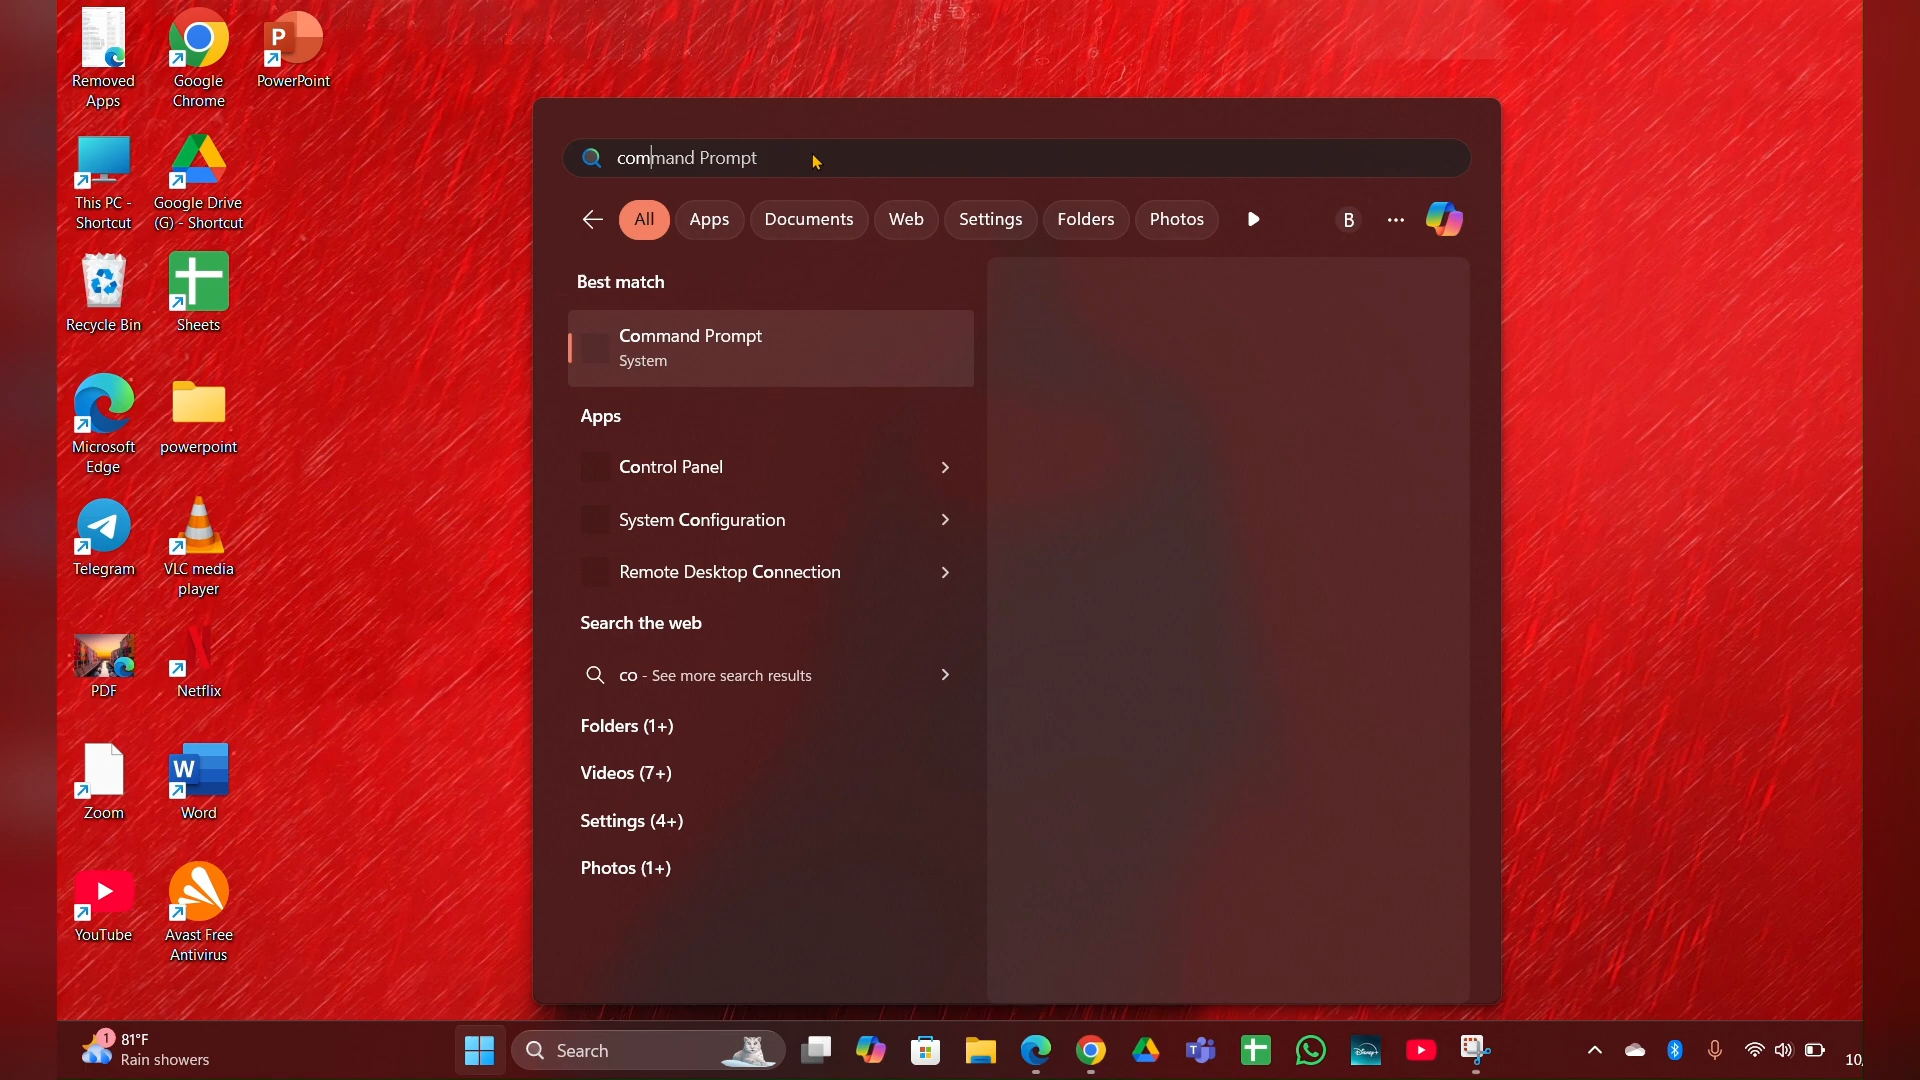 Removed
Apps
Google
Chrome
P
PowerPoint
This PC -
Shortcut
Google Drive
(G) - Shortcut
Recycle Bin
Sheets
Microsoft
Edge
powerpoint
Telegram
VLC media
player
PDF
Netflix
Zoom
W
Word
YouTube
Avast Free
Antivirus
command Prompt
All
Apps
Documents
Web
Settings
Folders
Photos
B
Best match
Command Prompt
System
Apps
Control Panel
System Configuration
Remote Desktop Connection
Search the web
co - See more search results
Folders (1+)
Videos (7+)
Settings (4+)
Photos (1+)
1
81°F
Rain showers
Search
Disney+
10